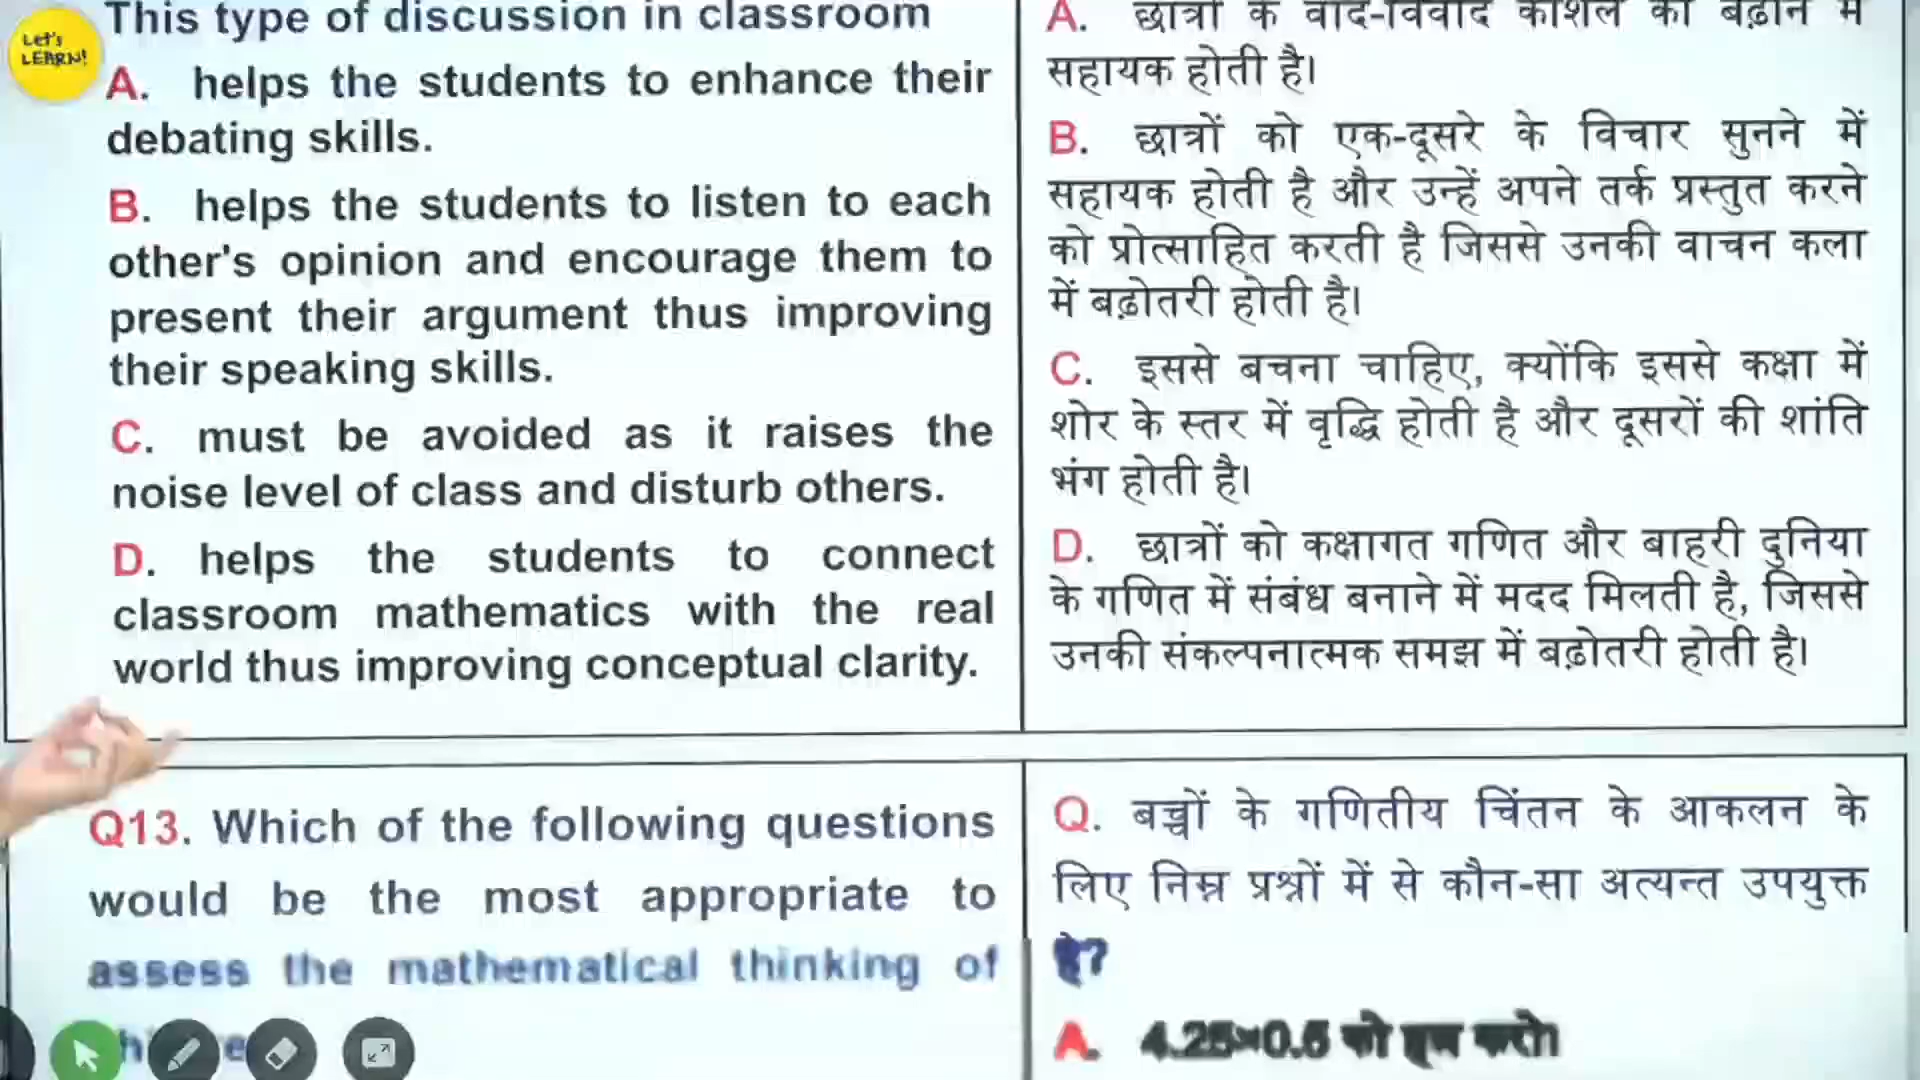 Let's
LEARN!
This type of discussion in classroom
A. helps the students to enhance their
debating skills.
B. helps the students to listen to each
other's opinion and encourage them to
present their argument thus improving
their speaking skills.
C. must be avoided as it raises the
noise level of class and disturb others.
D. helps the students to connect
classroom mathematics with the real
world thus improving conceptual clarity.
A. छात्रों के वाद-विवाद कौशल को बढ़ाने में
सहायक होती है।
B. छात्रों को एक-दूसरे के विचार सुनने में
सहायक होती है और उन्हें अपने तर्क प्रस्तुत करने
को प्रोत्साहित करती है जिससे उनकी वाचन कला
में बढ़ोतरी होती है।
C. इससे बचना चाहिए, क्योंकि इससे कक्षा में
शोर के स्तर में वृद्धि होती है और दूसरों की शांति
भंग होती है।
D. छात्रों को कक्षागत गणित और बाहरी दुनिया
के गणित में संबंध बनाने में मदद मिलती है, जिससे
उनकी संकल्पनात्मक समझ में बढ़ोतरी होती है।
Q13. Which of the following questions
would be the most appropriate to
assess the mathematical thinking of
Q. बच्चों के गणितीय चिंतन के आकलन के
लिए निम्न प्रश्नों में से कौन-सा अत्यन्त उपयुक्त
है?
A. 4.25×0.5 को हल करो।